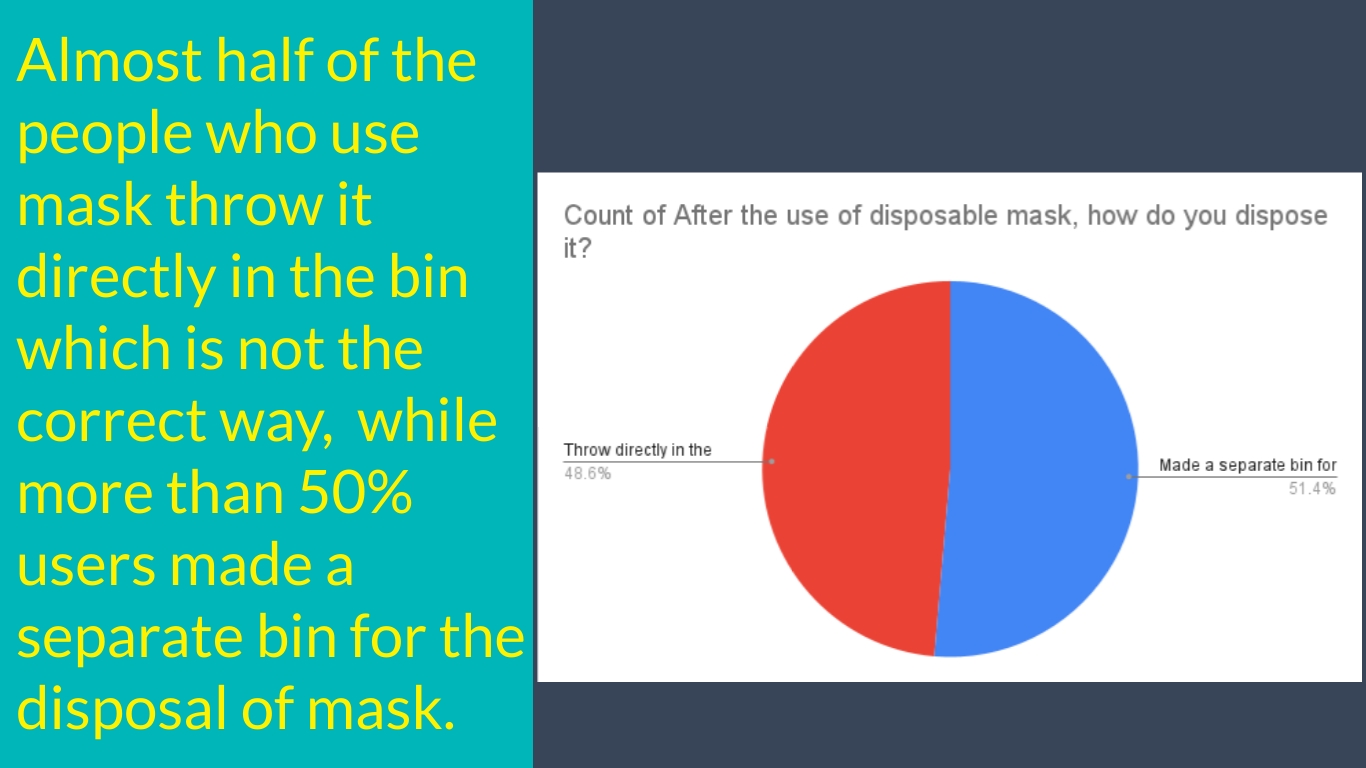 Almost half of the
people who use
mask throw it
directly in the bin
which is not the
correct way,  while
more than 50%
users made a
separate bin for the
disposal of mask.
Count of After the use of disposable mask, how do you dispose
it?
Throw directly in the
48.6%
Made a separate bin for
51.4%